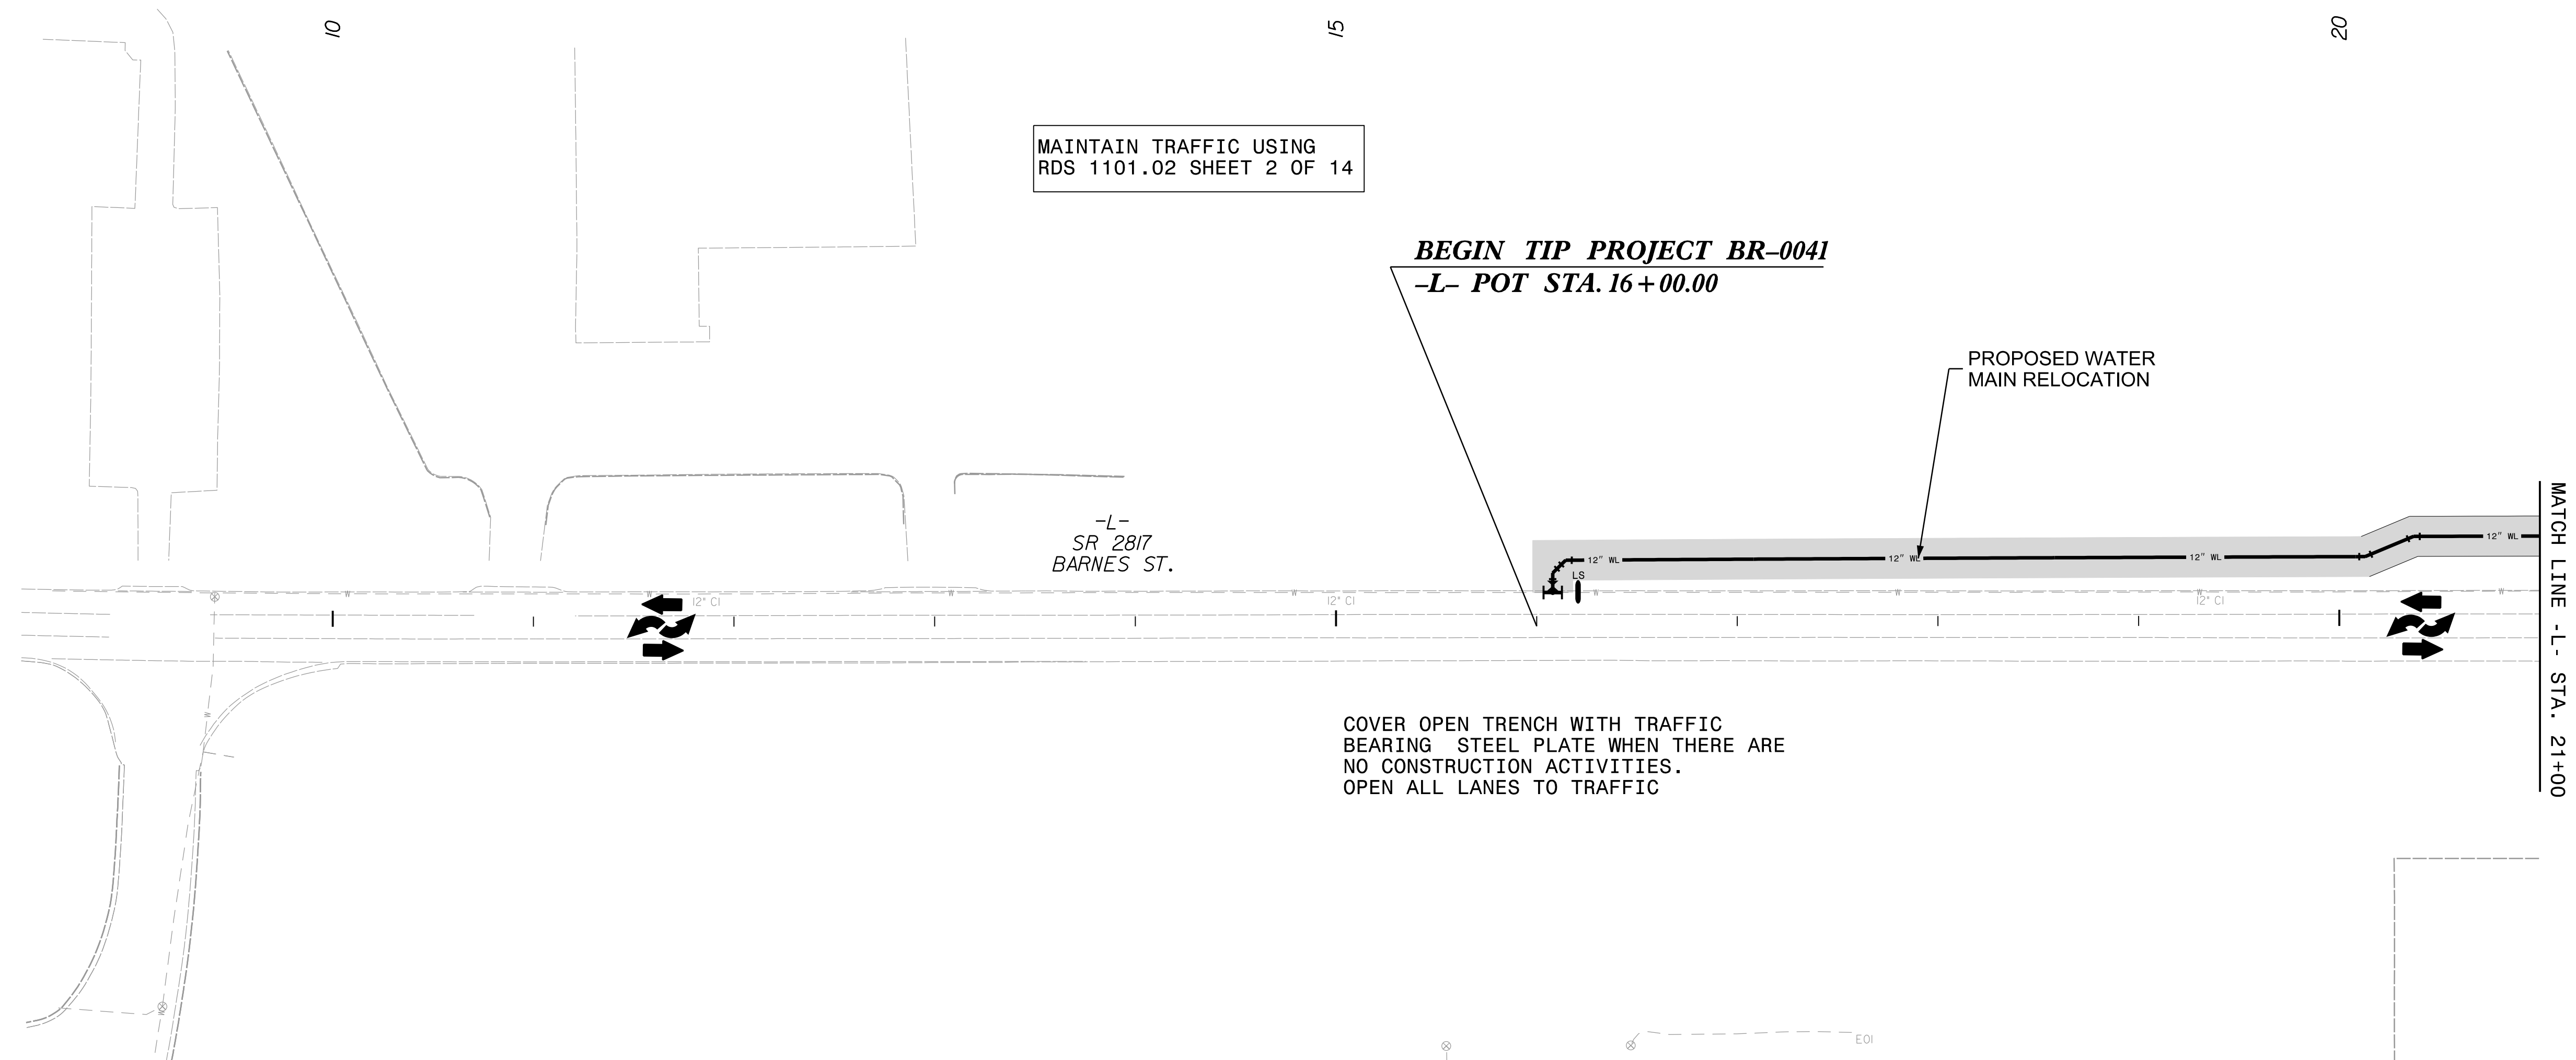 10
15
20
MAINTAIN TRAFFIC USING
RDS 1101.02 SHEET 2 OF 14
BEGIN TIP PROJECT BR-0041
-L- POT STA. 16+00.00
PROPOSED WATER
MAIN RELOCATION
-L-
SR 2817
BARNES ST.
12" WL
12" WL
12" WL
12" WL
LS
W
W
W
W
W
W
W
W
12" CI
12" CI
12" CI
MATCH LINE -L- STA. 21+00
W
COVER OPEN TRENCH WITH TRAFFIC
BEARING STEEL PLATE WHEN THERE ARE
NO CONSTRUCTION ACTIVITIES.
OPEN ALL LANES TO TRAFFIC
W
EOI